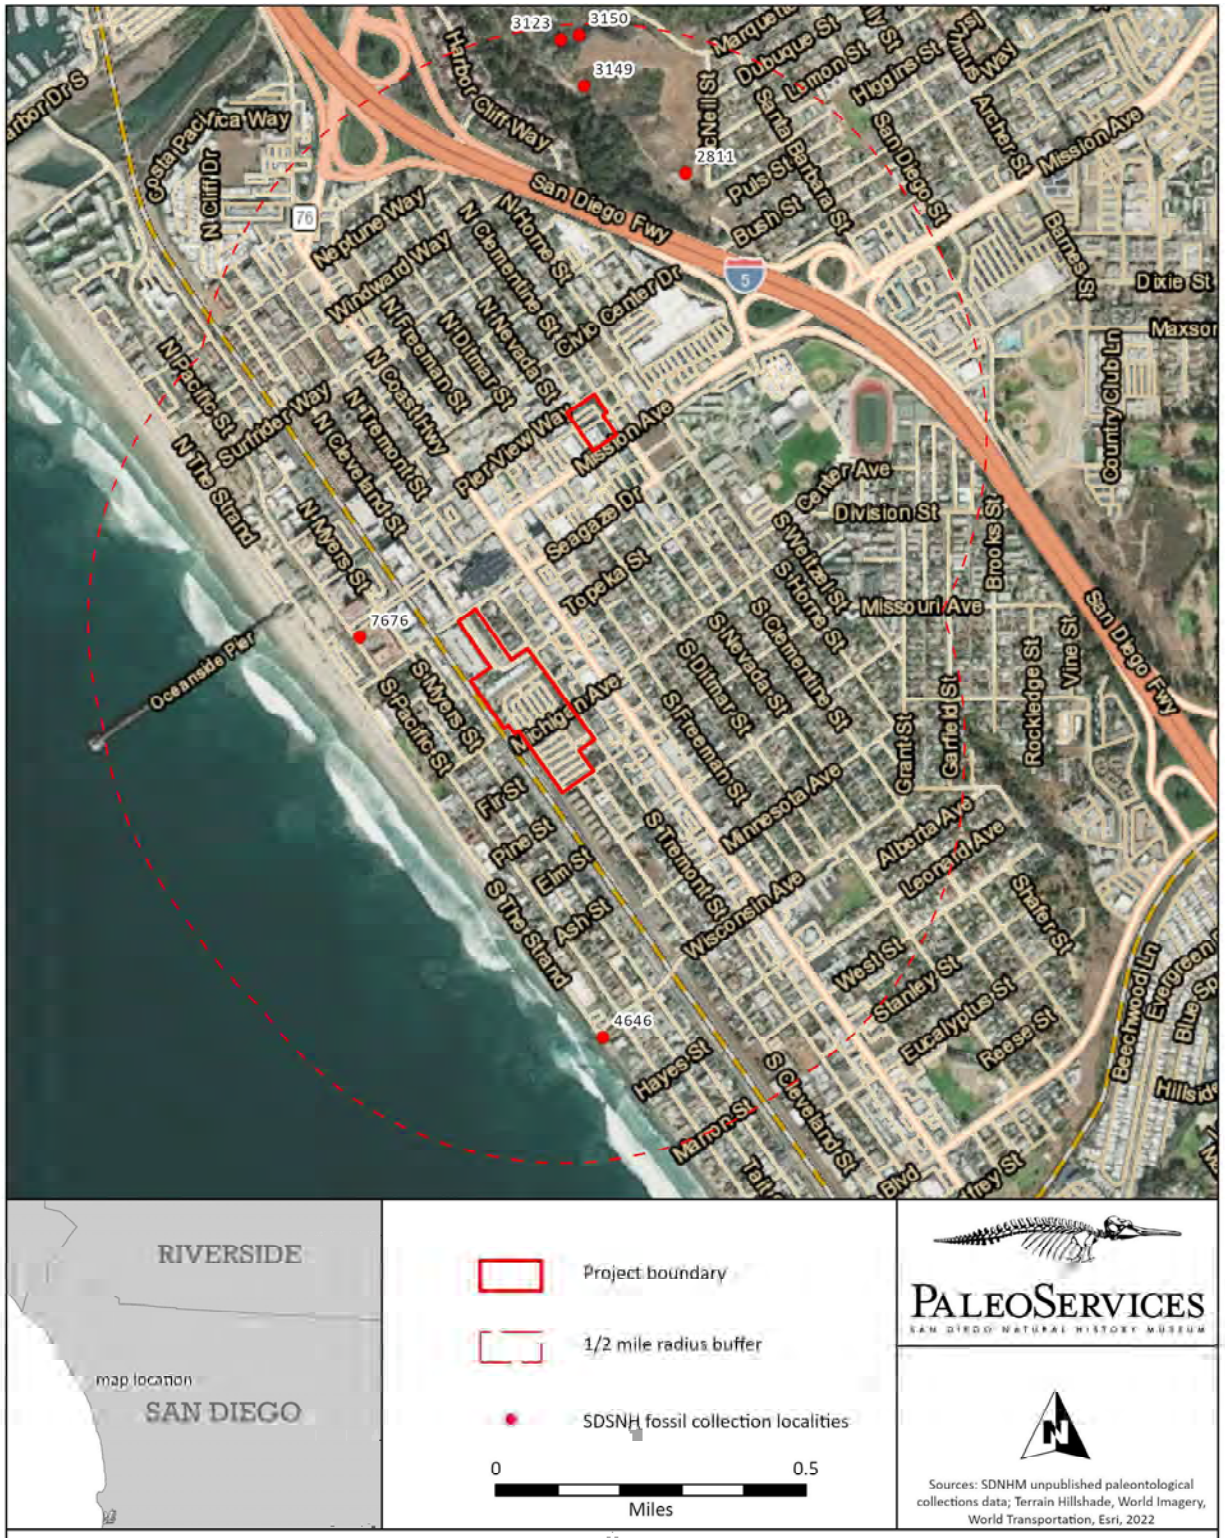 3123
3150
3149
2811
Harbor Cliff Way
Marquette
Dubuque St
Lemon St
Higgins St
Way
Archer St
Mission Ave
Santa Barbara St
San Diego St
Puls St
Bush St
Barnes St
Dixie St
Country Club Ln
N Cliff Dr
76
San Diego Fwy
5
Neptune Way
Windward Way
N Horne St
N Clementine St
N Nevada St
N Ditmar St
N Freeman St
Civic Center Dr
N Pacific St
Surfrider Way
N Coast Hwy
N Tremont St
N Cleveland St
N The Strand
N Myers St
Pier View Way
Mission Ave
Seagaze Dr
Topeka St
Center Ave
Division St
Brooks St
S Weitzel St
S Horne St
Missouri Ave
San Diego Fwy
7676
Oceanside Pier
S Myers St
S Pacific St
Michigan Ave
S Clementine St
S Nevada St
S Ditmar St
S Freeman St
Vine St
Rockledge St
Garfield St
Grant St
Minnesota Ave
Alberta Ave
Leonard Ave
Shafer St
Fir St
Pine St
Elm St
Ash St
S The Strand
S Tremont St
Wisconsin Ave
West St
Stanley St
Eucalyptus St
Reese St
Beechwood Ln
Evergreen
Blue Sp
Hillside
4646
Hayes St
Marron St
S Cleveland St
Blvd
RIVERSIDE
map location
SAN DIEGO
Project boundary
1/2 mile radius buffer
SDSNH fossil collection localities
0 0.5
Miles
PALEOSERVICES
SAN DIEGO NATURAL HISTORY MUSEUM
N
Sources: SDNHM unpublished paleontological
collections data; Terrain Hillshade, World Imagery,
World Transportation, Esri, 2022